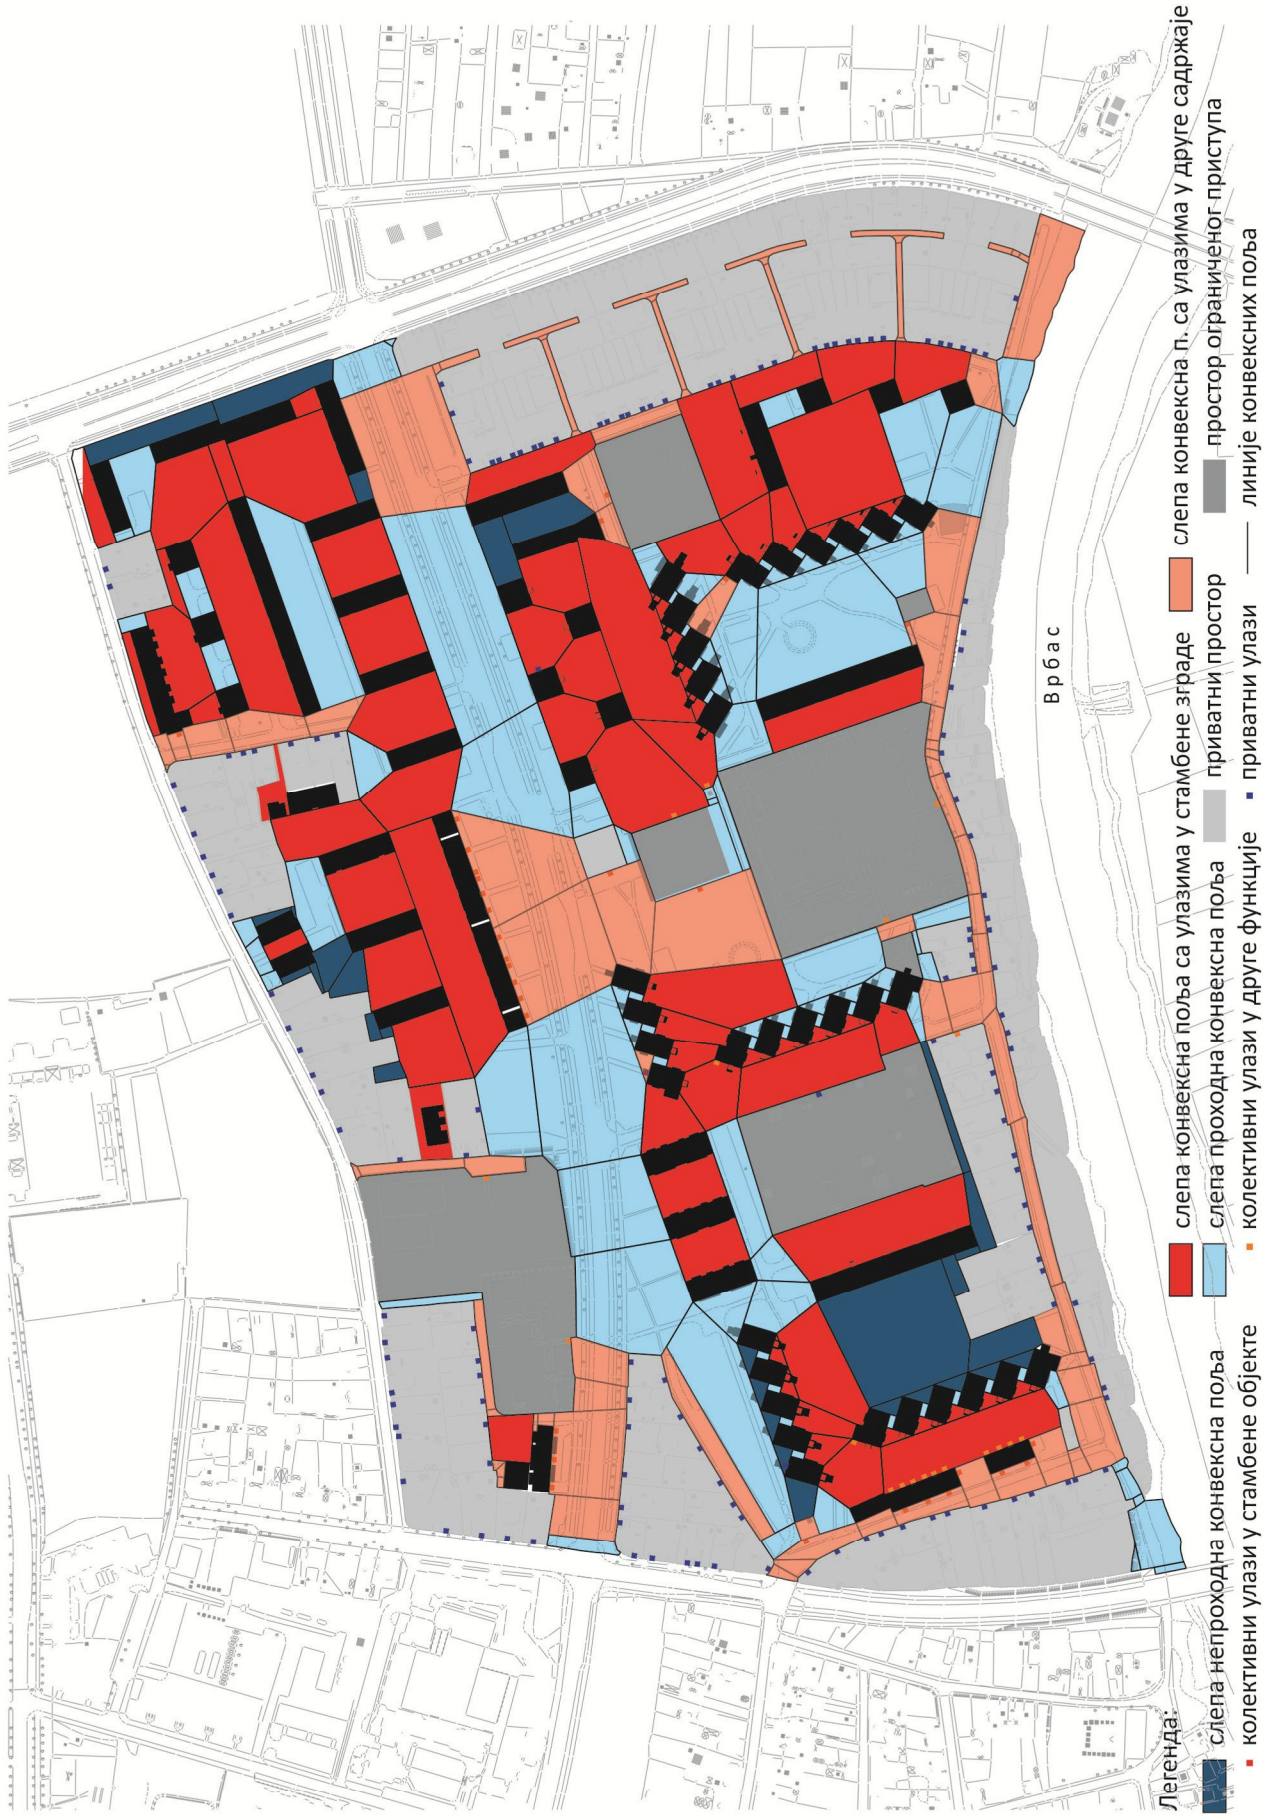 Врбас
Легенда:
слепа непроходна конвексна поља
слепа конвексна поља са улазима у стамбене зграде
слепа конвексна п. са улазима у друге садржаје
слепа проходна конвексна поља
приватни простор
простор ограниченог приступа
колективни улази у стамбене објекте
колективни улази у друге функције
приватни улази
линије конвексних поља